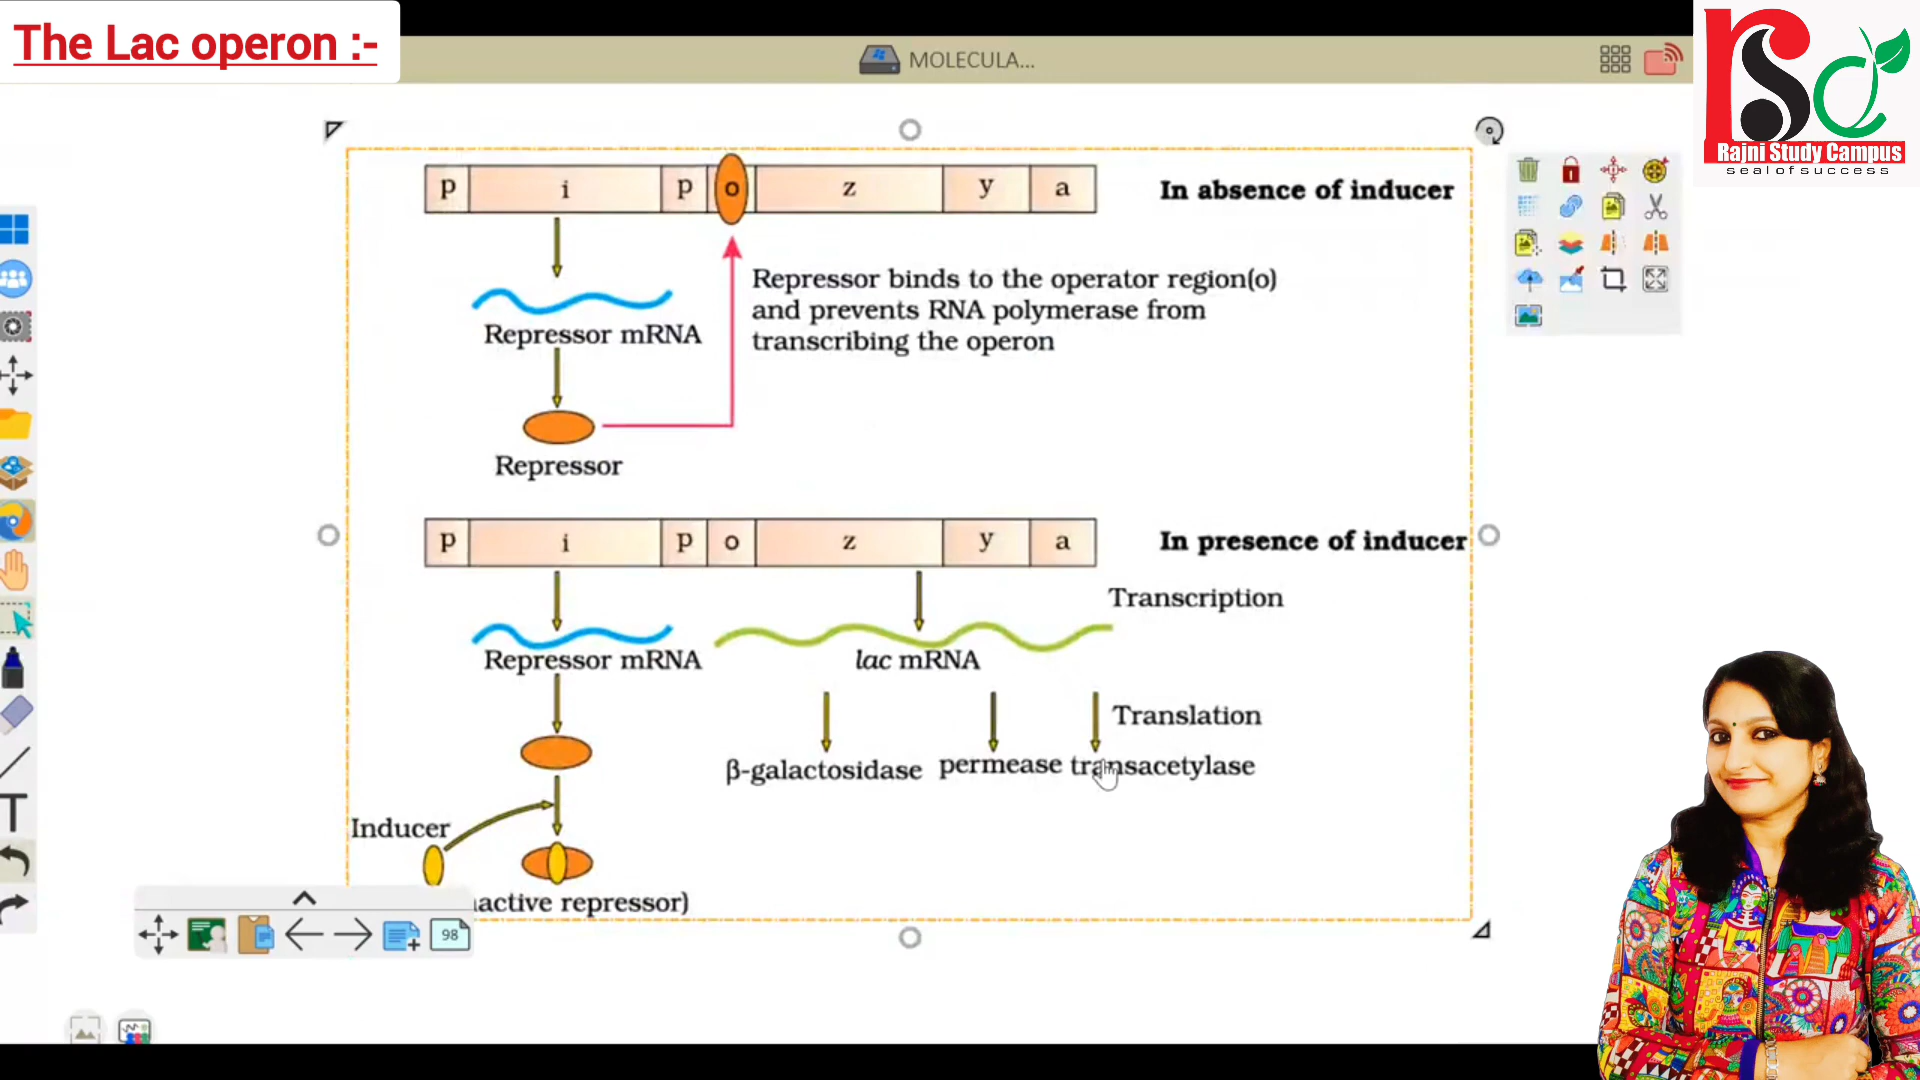 The Lac operon :-
MOLECULA...
Rajni Study Campus
seal of success
p i p o z y a
In absence of inducer
Repressor binds to the operator region(o)
and prevents RNA polymerase from
transcribing the operon
Repressor mRNA
Repressor
p i p o z y a
In presence of inducer
Transcription
Repressor mRNA
lac mRNA
Translation
β-galactosidase permease transacetylase
Inducer
active repressor)
98